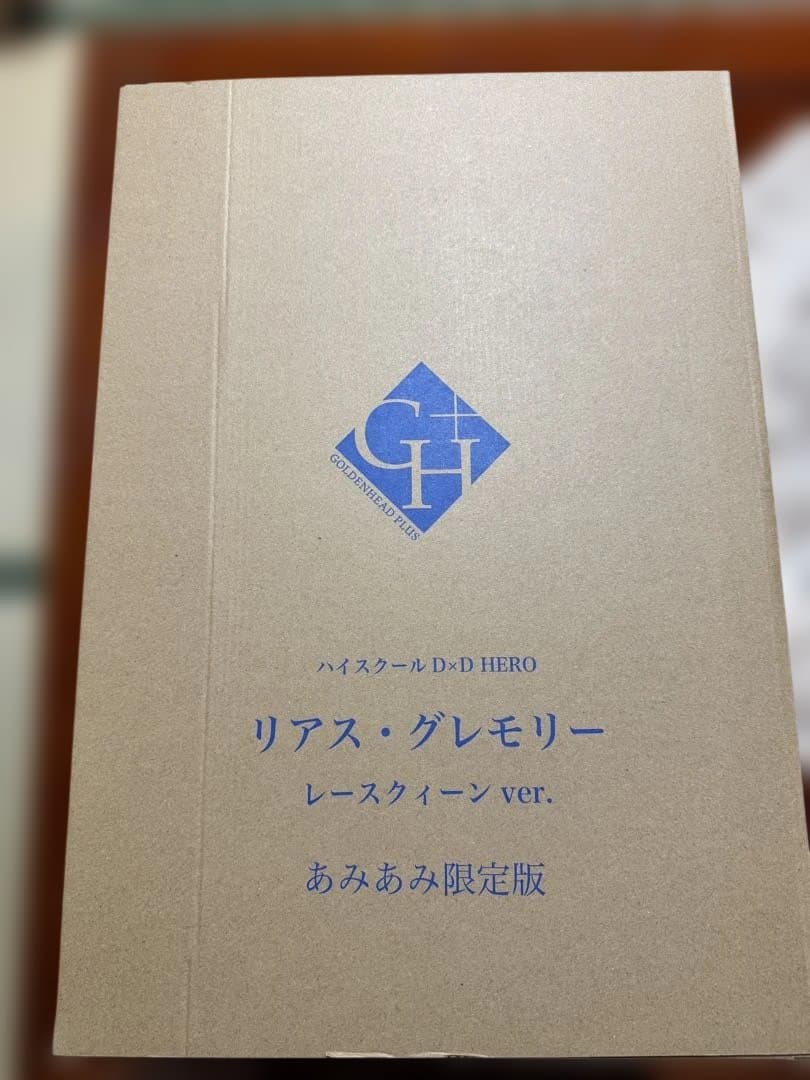 GH+
GOLDENHEAD PLUS
ハイスクールD×D HERO
リアス・グレモリー
レースクィーン ver.
あみあみ限定版